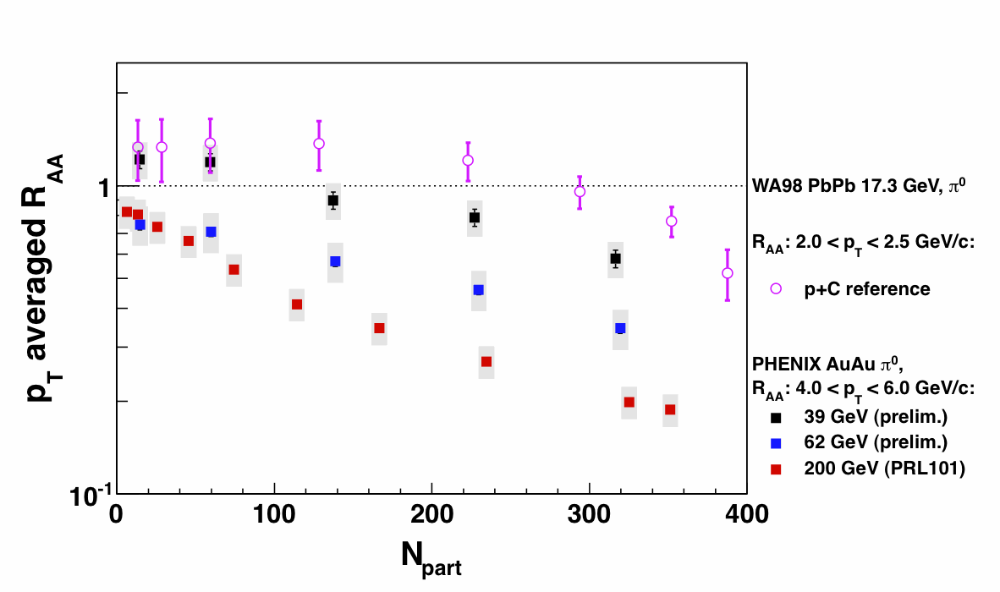 p_T averaged R_AA
1
10^-1
0 100 200 300 400
N_part
WA98 PbPb 17.3 GeV, π^0
R_AA: 2.0 < p_T < 2.5 GeV/c:
p+C reference
PHENIX AuAu π^0,
R_AA: 4.0 < p_T < 6.0 GeV/c:
39 GeV (prelim.)
62 GeV (prelim.)
200 GeV (PRL101)